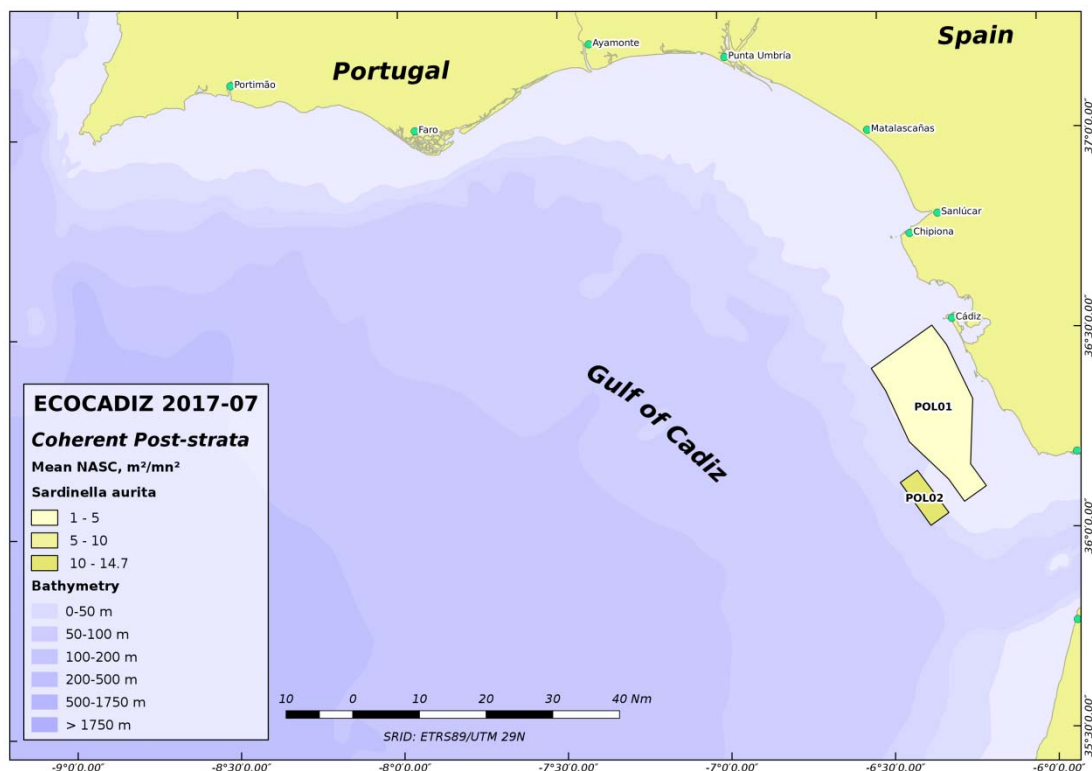 Spain
Portugal
Ayamonte
Punta Umbría
Portimão
Faro
Matalascañas
Sanlúcar
Chipiona
Cádiz
Gulf of Cadiz
POL01
POL02
ECOCADIZ 2017-07
Coherent Post-strata
Mean NASC, m²/mn²
Sardinella aurita
1 - 5
5 - 10
10 - 14.7
Bathymetry
0-50 m
50-100 m
100-200 m
200-500 m
500-1750 m
> 1750 m
10 0 10 20 30 40 Nm
SRID: ETRS89/UTM 29N
37°0'0.00"
36°30'0.00"
36°0'0.00"
35°30'0.00"
-9°0'0.00" -8°30'0.00" -8°0'0.00" -7°30'0.00" -7°0'0.00" -6°30'0.00" -6°0'0.00"